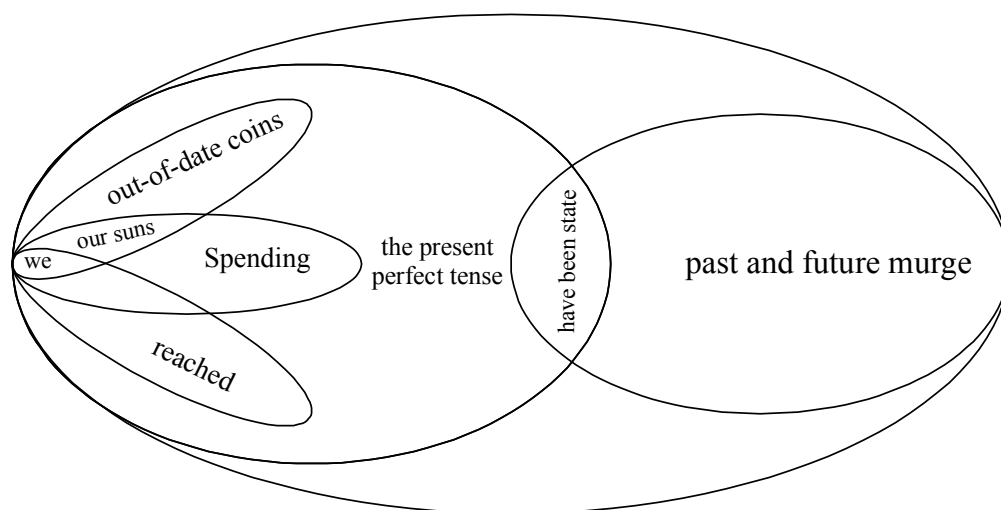 out-of-date coins
our suns
we
Spending
the present
perfect tense
have been state
past and future murge
reached